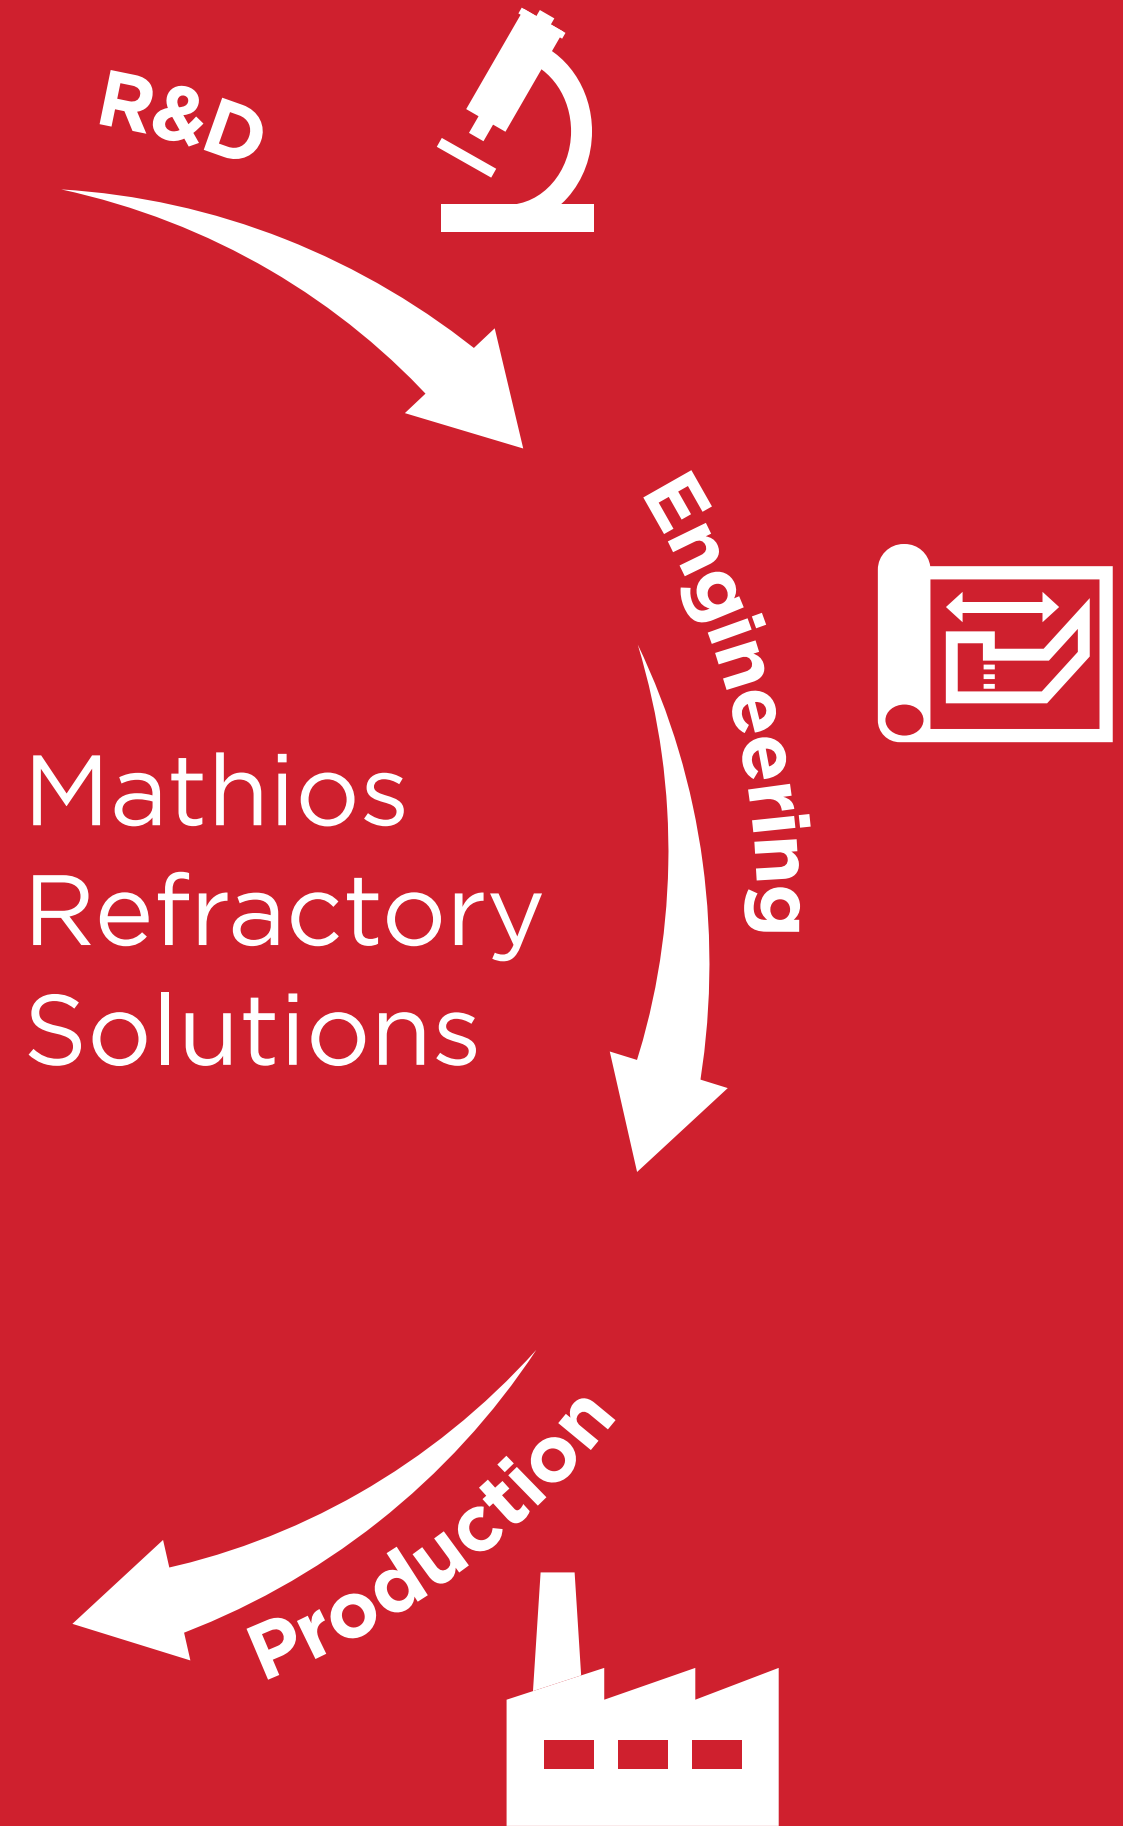 R&D
Engineering
Mathios
Refractory
Solutions
Production